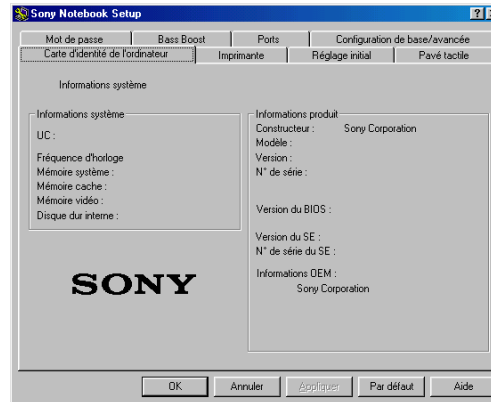 Sony Notebook Setup
Mot de passe
Bass Boost
Ports
Configuration de base/avancée
Carte d'identité de l'ordinateur
Imprimante
Réglage initial
Pavé tactile
Informations système
Informations système
UC :
Fréquence d'horloge
Mémoire système :
Mémoire cache :
Mémoire vidéo :
Disque dur interne :
SONY
Informations produit
Constructeur : Sony Corporation
Modèle :
Version :
N° de série :
Version du BIOS :
Version du SE :
N° de série du SE :
Informations OEM :
Sony Corporation
OK
Annuler
Appliquer
Par défaut
Aide